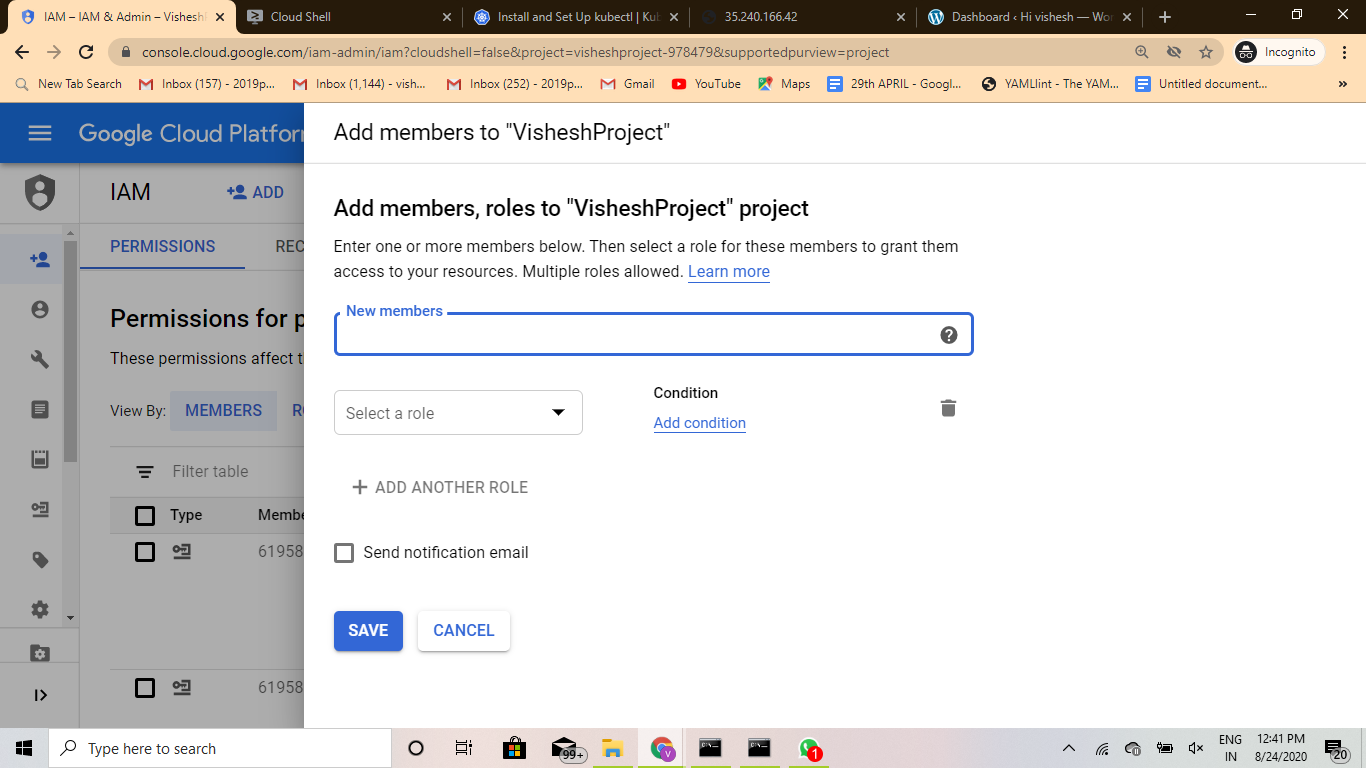 IAM – IAM & Admin – Visheshl
Cloud Shell
Install and Set Up kubectl | Kub
35.240.166.42
Dashboard ‹ Hi vishesh — Wor
console.cloud.google.com/iam-admin/iam?cloudshell=false&project=visheshproject-978479&supportedpurview=project
Incognito
New Tab Search
Inbox (157) - 2019p...
Inbox (1,144) - vish...
Inbox (252) - 2019p...
Gmail
YouTube
Maps
29th APRIL - Googl...
YAMLlint - The YAM...
Untitled document...
»
Google Cloud Platform
IAM
ADD
PERMISSIONS
REC
Permissions for p
These permissions affect t
View By:
MEMBERS
R
Filter table
Type
Membe
61958
61958
Add members to "VisheshProject"
Add members, roles to "VisheshProject" project
Enter one or more members below. Then select a role for these members to grant them
access to your resources. Multiple roles allowed. Learn more
New members
Select a role
Condition
Add condition
ADD ANOTHER ROLE
Send notification email
SAVE
CANCEL
Type here to search
99+
V
1
ENG
IN
12:41 PM
8/24/2020
20